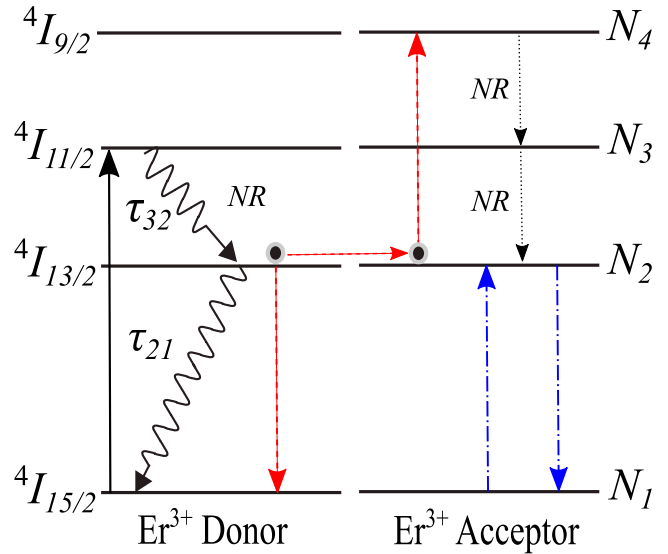 ⁴I₉/₂ N₄
NR
⁴I₁₁/₂ N₃
τ₃₂ NR NR
⁴I₁₃/₂ N₂
τ₂₁
⁴I₁₅/₂ N₁
Er³⁺ Donor Er³⁺ Acceptor